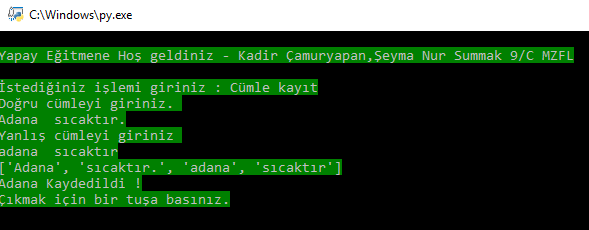 C:\Windows\py.exe
Yapay Eğitmene Hoş geldiniz - Kadir Çamuryapan,Şeyma Nur Summak 9/C MZFL
İstediğiniz işlemi giriniz : Cümle kayıt
Doğru cümleyi giriniz.
Adana  sıcaktır.
Yanlış cümleyi giriniz
adana  sıcaktır
['Adana', 'sıcaktır.', 'adana', 'sıcaktır']
Adana Kaydedildi !
Çıkmak için bir tuşa basınız.